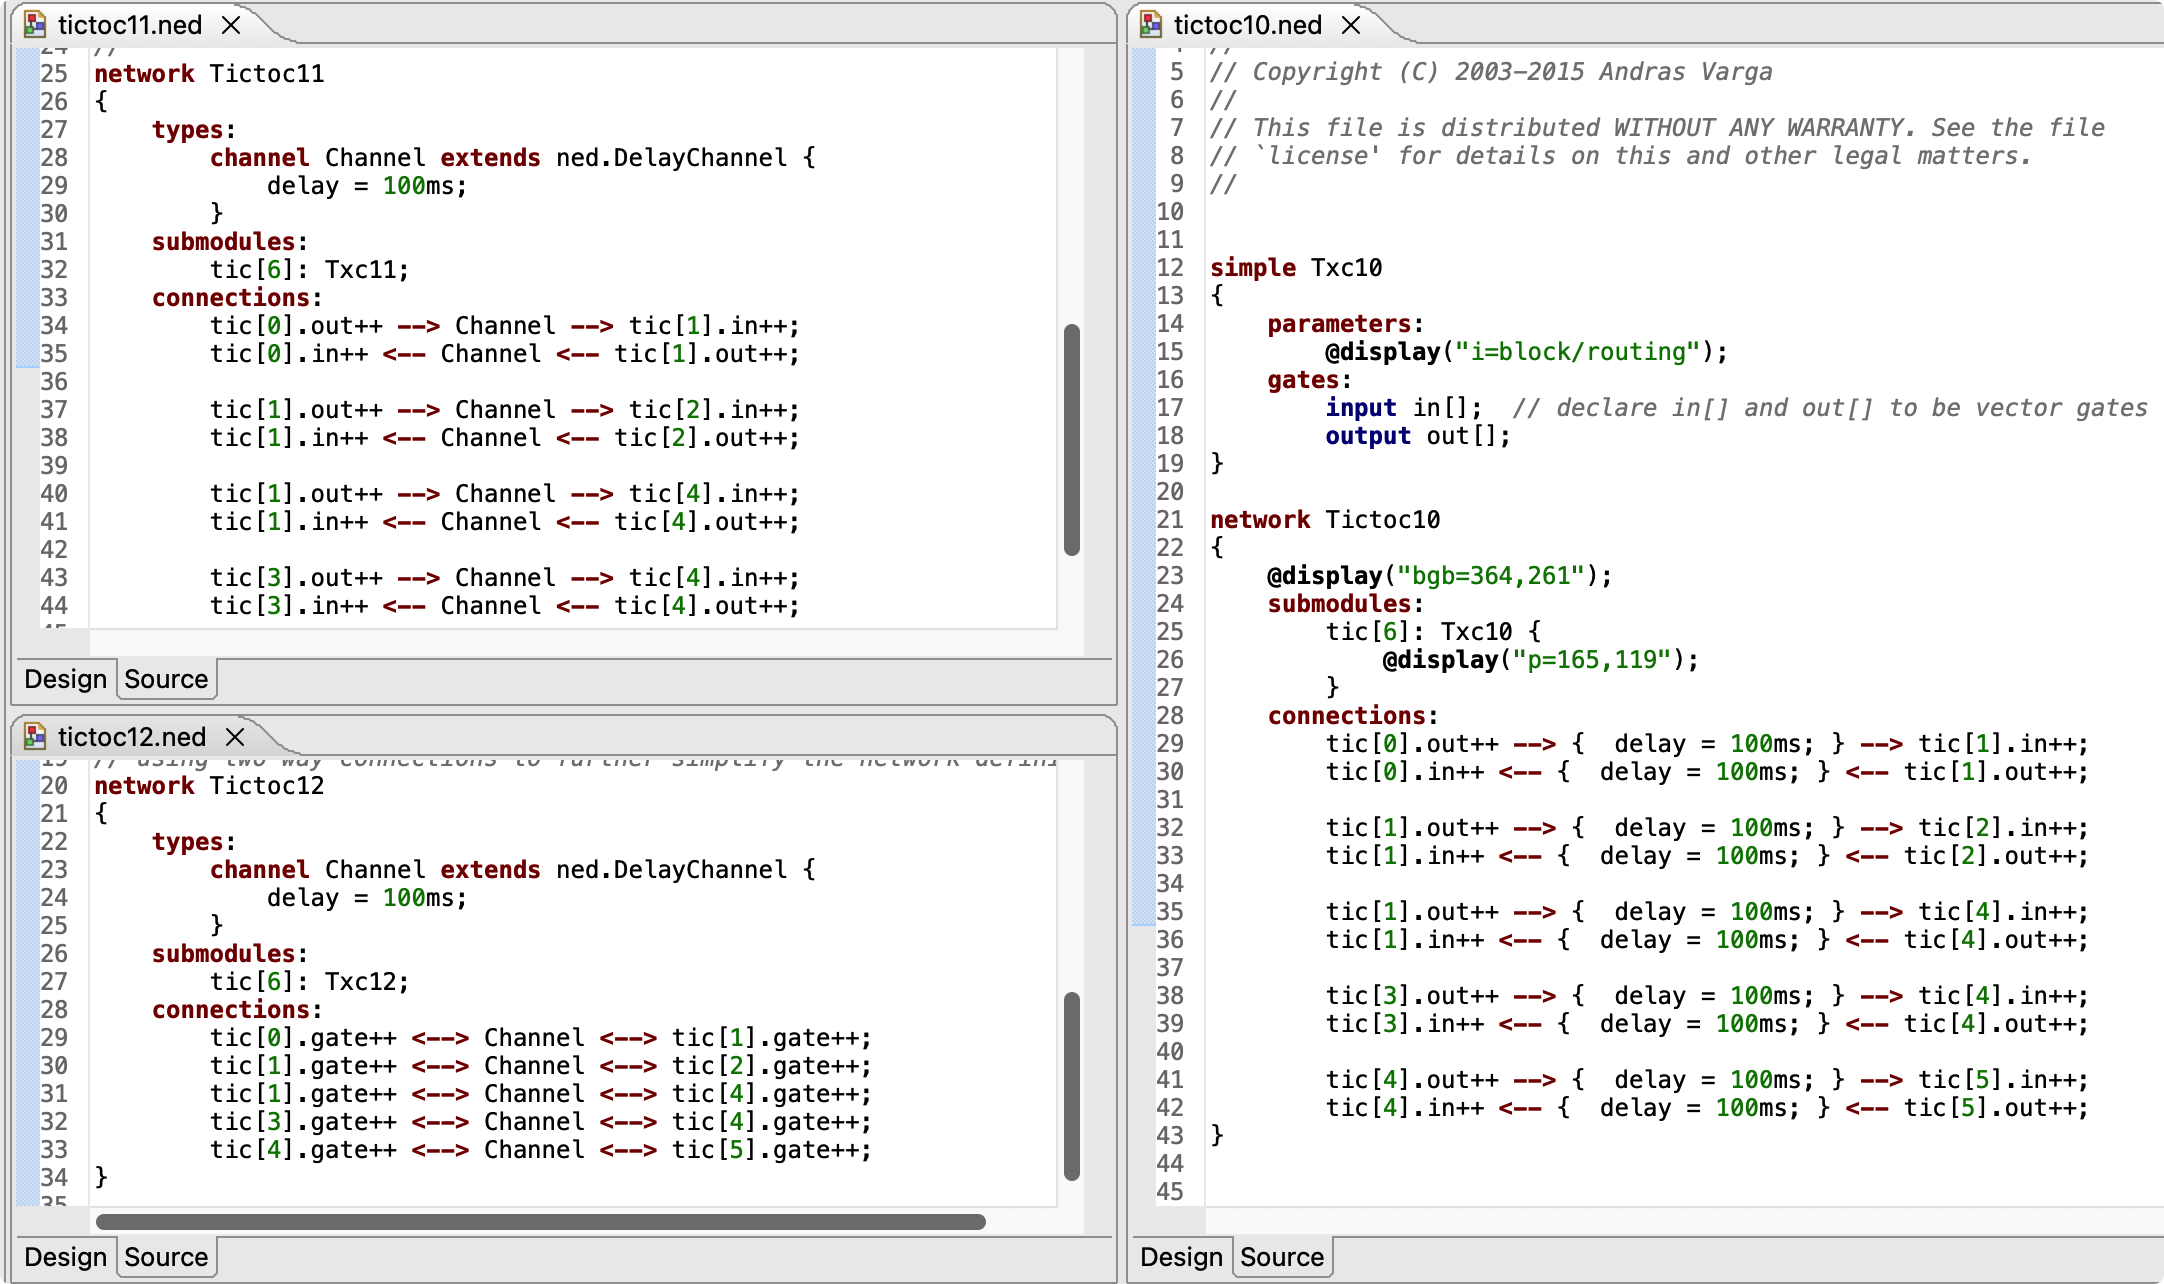 tictoc11.ned
24 //
25 network Tictoc11
26 {
27     types:
28         channel Channel extends ned.DelayChannel {
29             delay = 100ms;
30         }
31     submodules:
32         tic[6]: Txc11;
33     connections:
34         tic[0].out++ --> Channel --> tic[1].in++;
35         tic[0].in++ <-- Channel <-- tic[1].out++;
36
37         tic[1].out++ --> Channel --> tic[2].in++;
38         tic[1].in++ <-- Channel <-- tic[2].out++;
39
40         tic[1].out++ --> Channel --> tic[4].in++;
41         tic[1].in++ <-- Channel <-- tic[4].out++;
42
43         tic[3].out++ --> Channel --> tic[4].in++;
44         tic[3].in++ <-- Channel <-- tic[4].out++;
Design Source
tictoc12.ned
19 // using two way connections to further simplify the network
20 network Tictoc12
21 {
22     types:
23         channel Channel extends ned.DelayChannel {
24             delay = 100ms;
25         }
26     submodules:
27         tic[6]: Txc12;
28     connections:
29         tic[0].gate++ <--> Channel <--> tic[1].gate++;
30         tic[1].gate++ <--> Channel <--> tic[2].gate++;
31         tic[1].gate++ <--> Channel <--> tic[4].gate++;
32         tic[3].gate++ <--> Channel <--> tic[4].gate++;
33         tic[4].gate++ <--> Channel <--> tic[5].gate++;
34 }
35
Design Source
tictoc10.ned
//
5 // Copyright (C) 2003-2015 Andras Varga
6 //
7 // This file is distributed WITHOUT ANY WARRANTY. See the file
8 // `license' for details on this and other legal matters.
9 //
10
11
12 simple Txc10
13 {
14     parameters:
15         @display("i=block/routing");
16     gates:
17         input in[];  // declare in[] and out[] to be vector gates
18         output out[];
19 }
20
21 network Tictoc10
22 {
23     @display("bgb=364,261");
24     submodules:
25         tic[6]: Txc10 {
26             @display("p=165,119");
27         }
28     connections:
29         tic[0].out++ --> {  delay = 100ms; } --> tic[1].in++;
30         tic[0].in++ <-- {  delay = 100ms; } <-- tic[1].out++;
31
32         tic[1].out++ --> {  delay = 100ms; } --> tic[2].in++;
33         tic[1].in++ <-- {  delay = 100ms; } <-- tic[2].out++;
34
35         tic[1].out++ --> {  delay = 100ms; } --> tic[4].in++;
36         tic[1].in++ <-- {  delay = 100ms; } <-- tic[4].out++;
37
38         tic[3].out++ --> {  delay = 100ms; } --> tic[4].in++;
39         tic[3].in++ <-- {  delay = 100ms; } <-- tic[4].out++;
40
41         tic[4].out++ --> {  delay = 100ms; } --> tic[5].in++;
42         tic[4].in++ <-- {  delay = 100ms; } <-- tic[5].out++;
43 }
44
45
Design Source